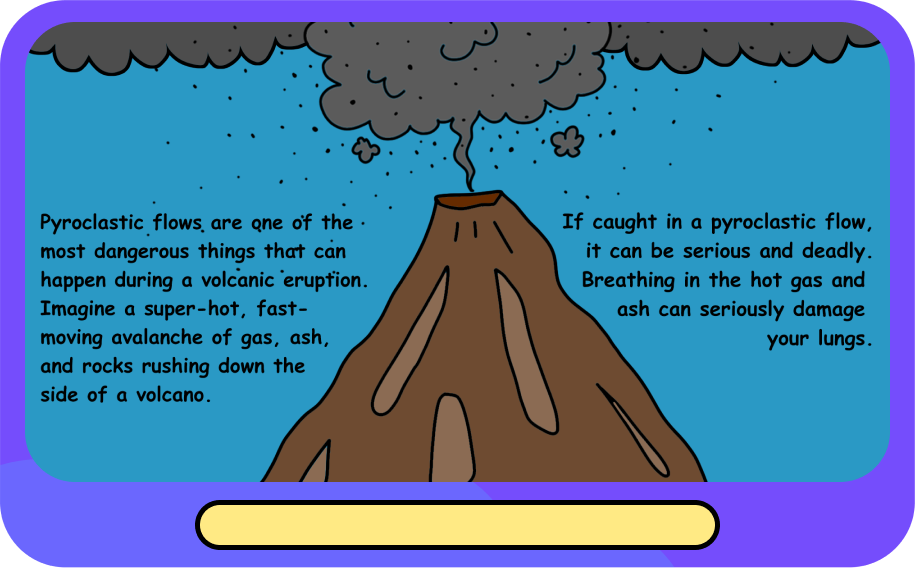 Pyroclastic flows are one of the
most dangerous things that can
happen during a volcanic eruption.
Imagine a super-hot, fast-
moving avalanche of gas, ash,
and rocks rushing down the
side of a volcano.
If caught in a pyroclastic flow,
it can be serious and deadly.
Breathing in the hot gas and
ash can seriously damage
your lungs.